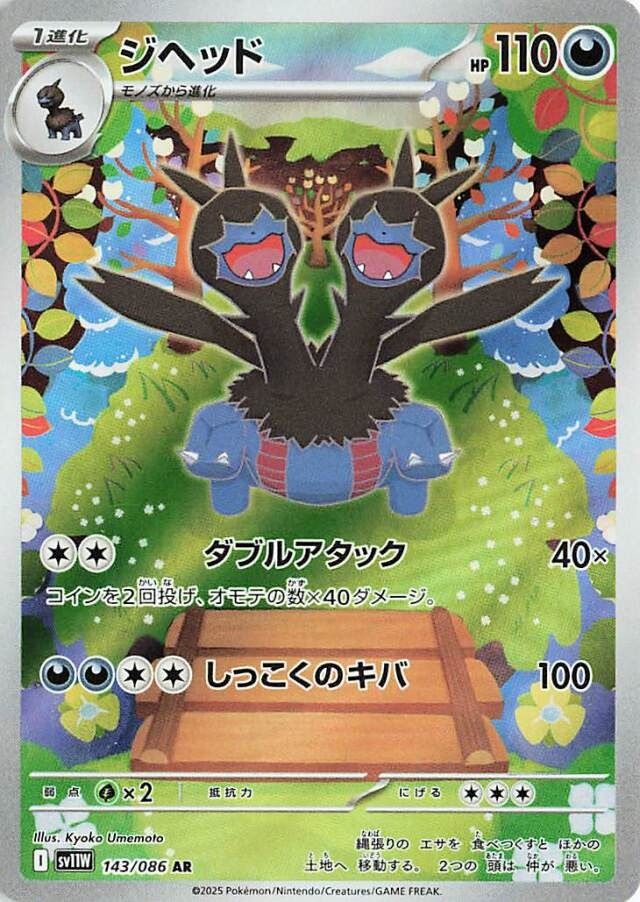 1進化
ジヘッド
HP 110
モノズから進化
ダブルアタック 40×
コインを2回投げ、オモテの数×40ダメージ。
しっこくのキバ 100
弱点 ×2 抵抗力 にげる
Illus. Kyoko Umemoto
I sv11W 143/086 AR
縄張りの エサを 食べつくすと ほかの
土地へ 移動する。 2つの 頭は 仲が 悪い。
©2025 Pokémon/Nintendo/Creatures/GAME FREAK.